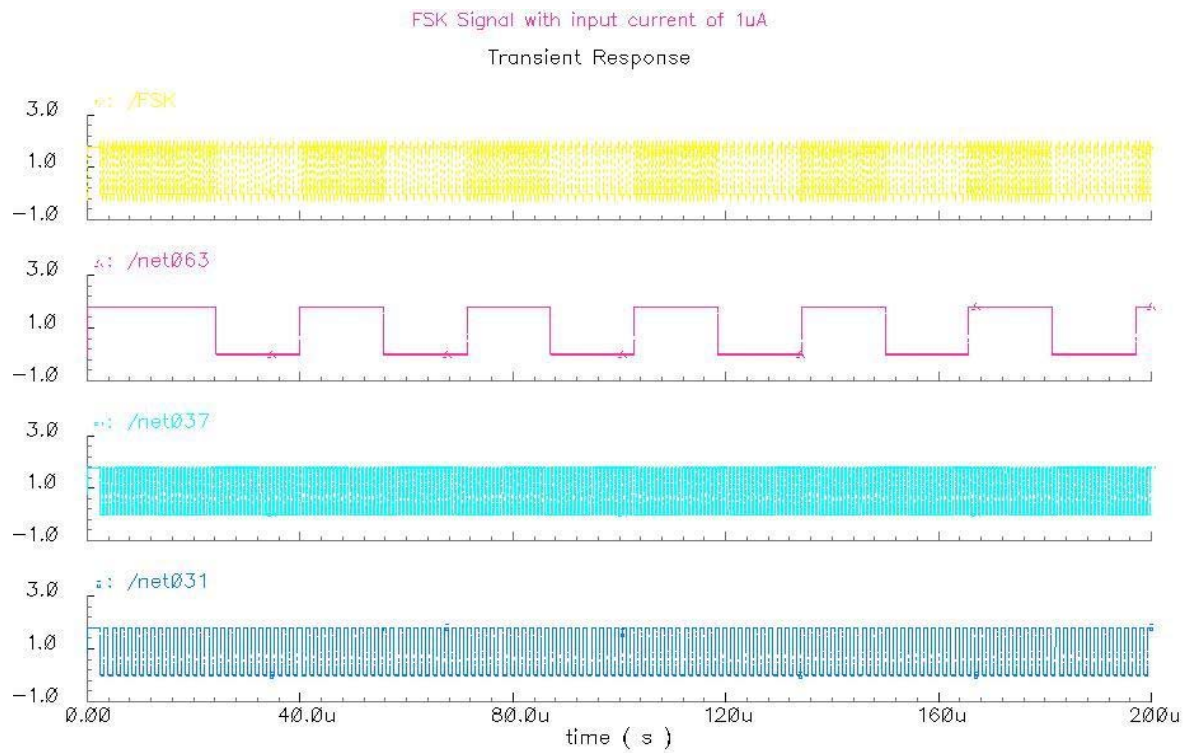 FSK Signal with input current of 1uA
Transient Response
: /FSK
3.0
1.0
-1.0
: /net063
3.0
1.0
-1.0
: /net037
3.0
1.0
-1.0
: /net031
3.0
1.0
-1.0
0.00 40.0u 80.0u 120u 160u 200u
time ( s )